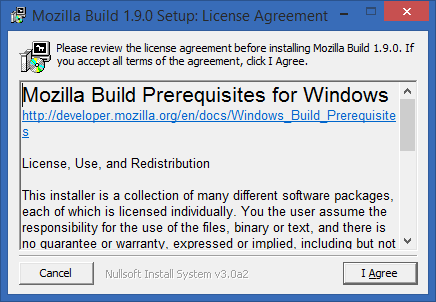 Mozilla Build 1.9.0 Setup: License Agreement
Please review the license agreement before installing Mozilla Build 1.9.0. If
you accept all terms of the agreement, click I Agree.
Mozilla Build Prerequisites for Windows
http://developer.mozilla.org/en/docs/Windows_Build_Prerequisite
s
License, Use, and Redistribution
This installer is a collection of many different software packages,
each of which is licensed individually. You the user assume the
responsibility for the use of the files, binary or text, and there is
no guarantee or warranty, expressed or implied, including but not
Cancel
Nullsoft Install System v3.0a2
I Agree